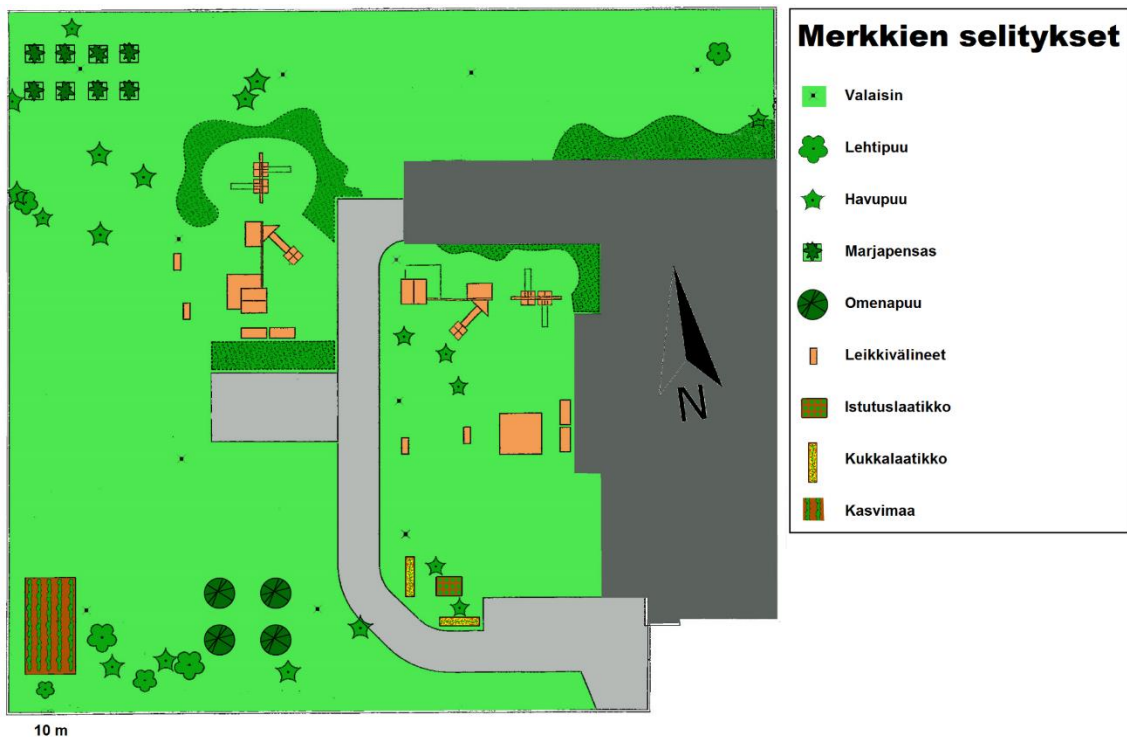 Merkkien selitykset
Valaisin
Lehtipuu
Havupuu
Marjapensas
Omenapuu
Leikkivälineet
Istutuslaatikko
Kukkalaatikko
Kasvimaa
N
10 m